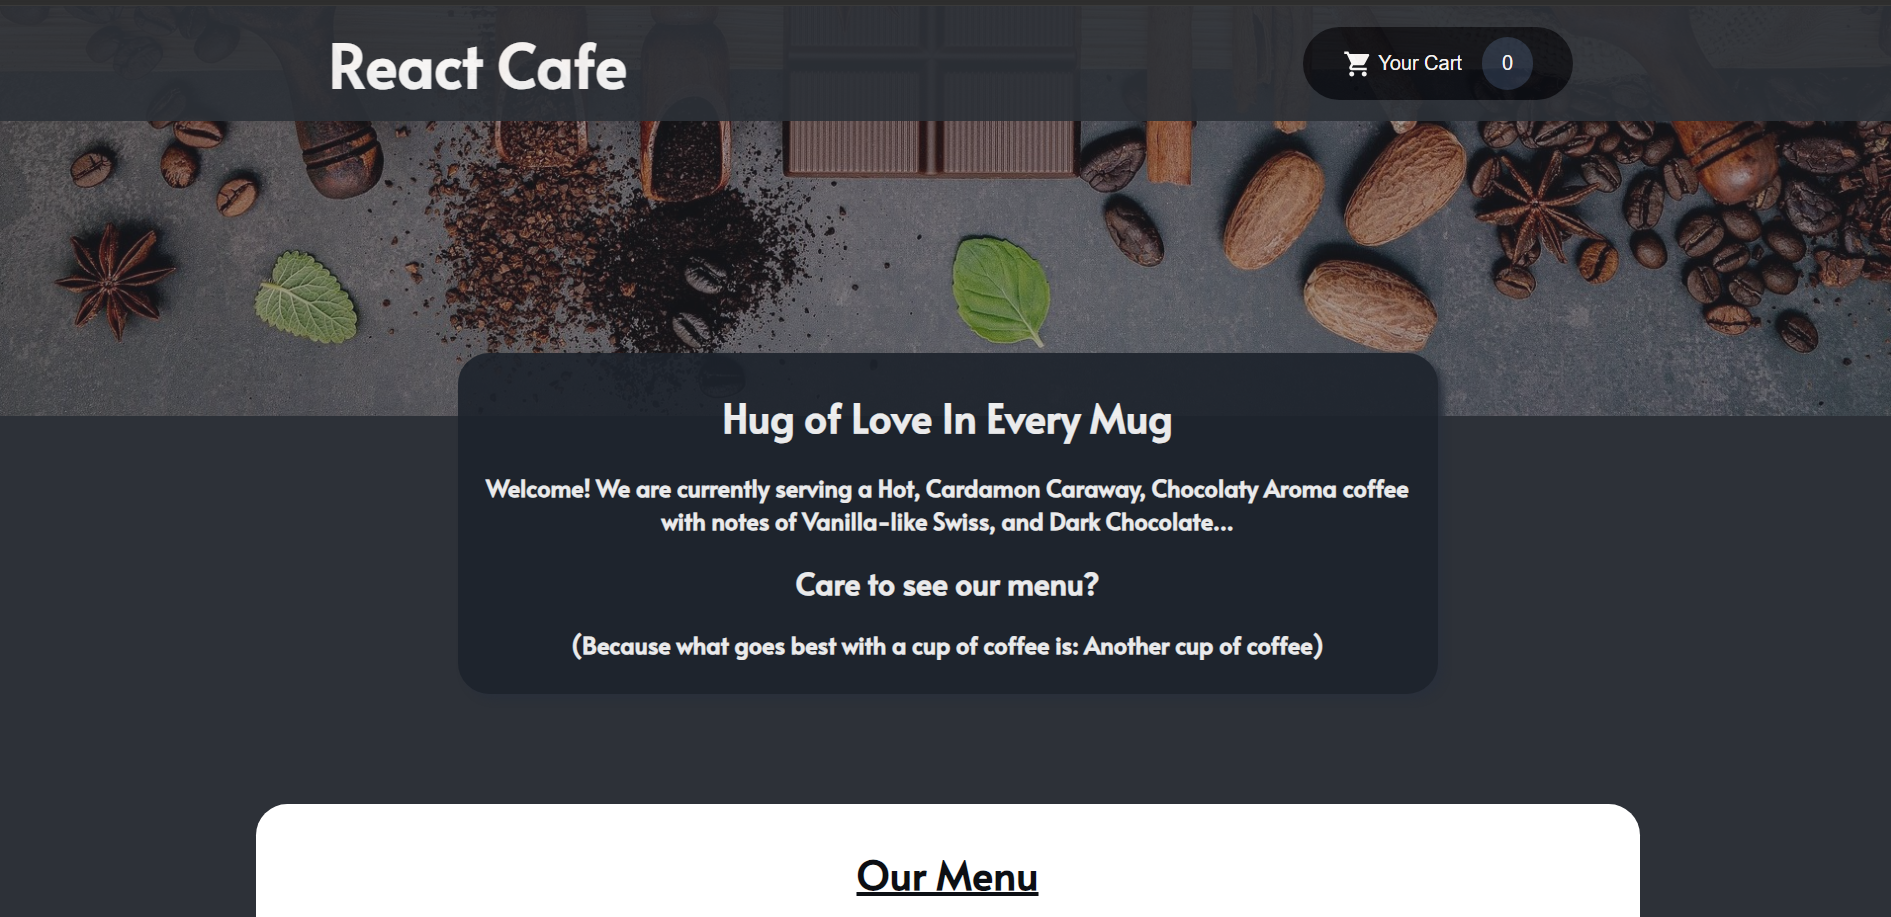 React Cafe
Your Cart 0
Hug of Love In Every Mug
Welcome! We are currently serving a Hot, Cardamon Caraway, Chocolaty Aroma coffee
with notes of Vanilla-like Swiss, and Dark Chocolate...
Care to see our menu?
(Because what goes best with a cup of coffee is: Another cup of coffee)
Our Menu